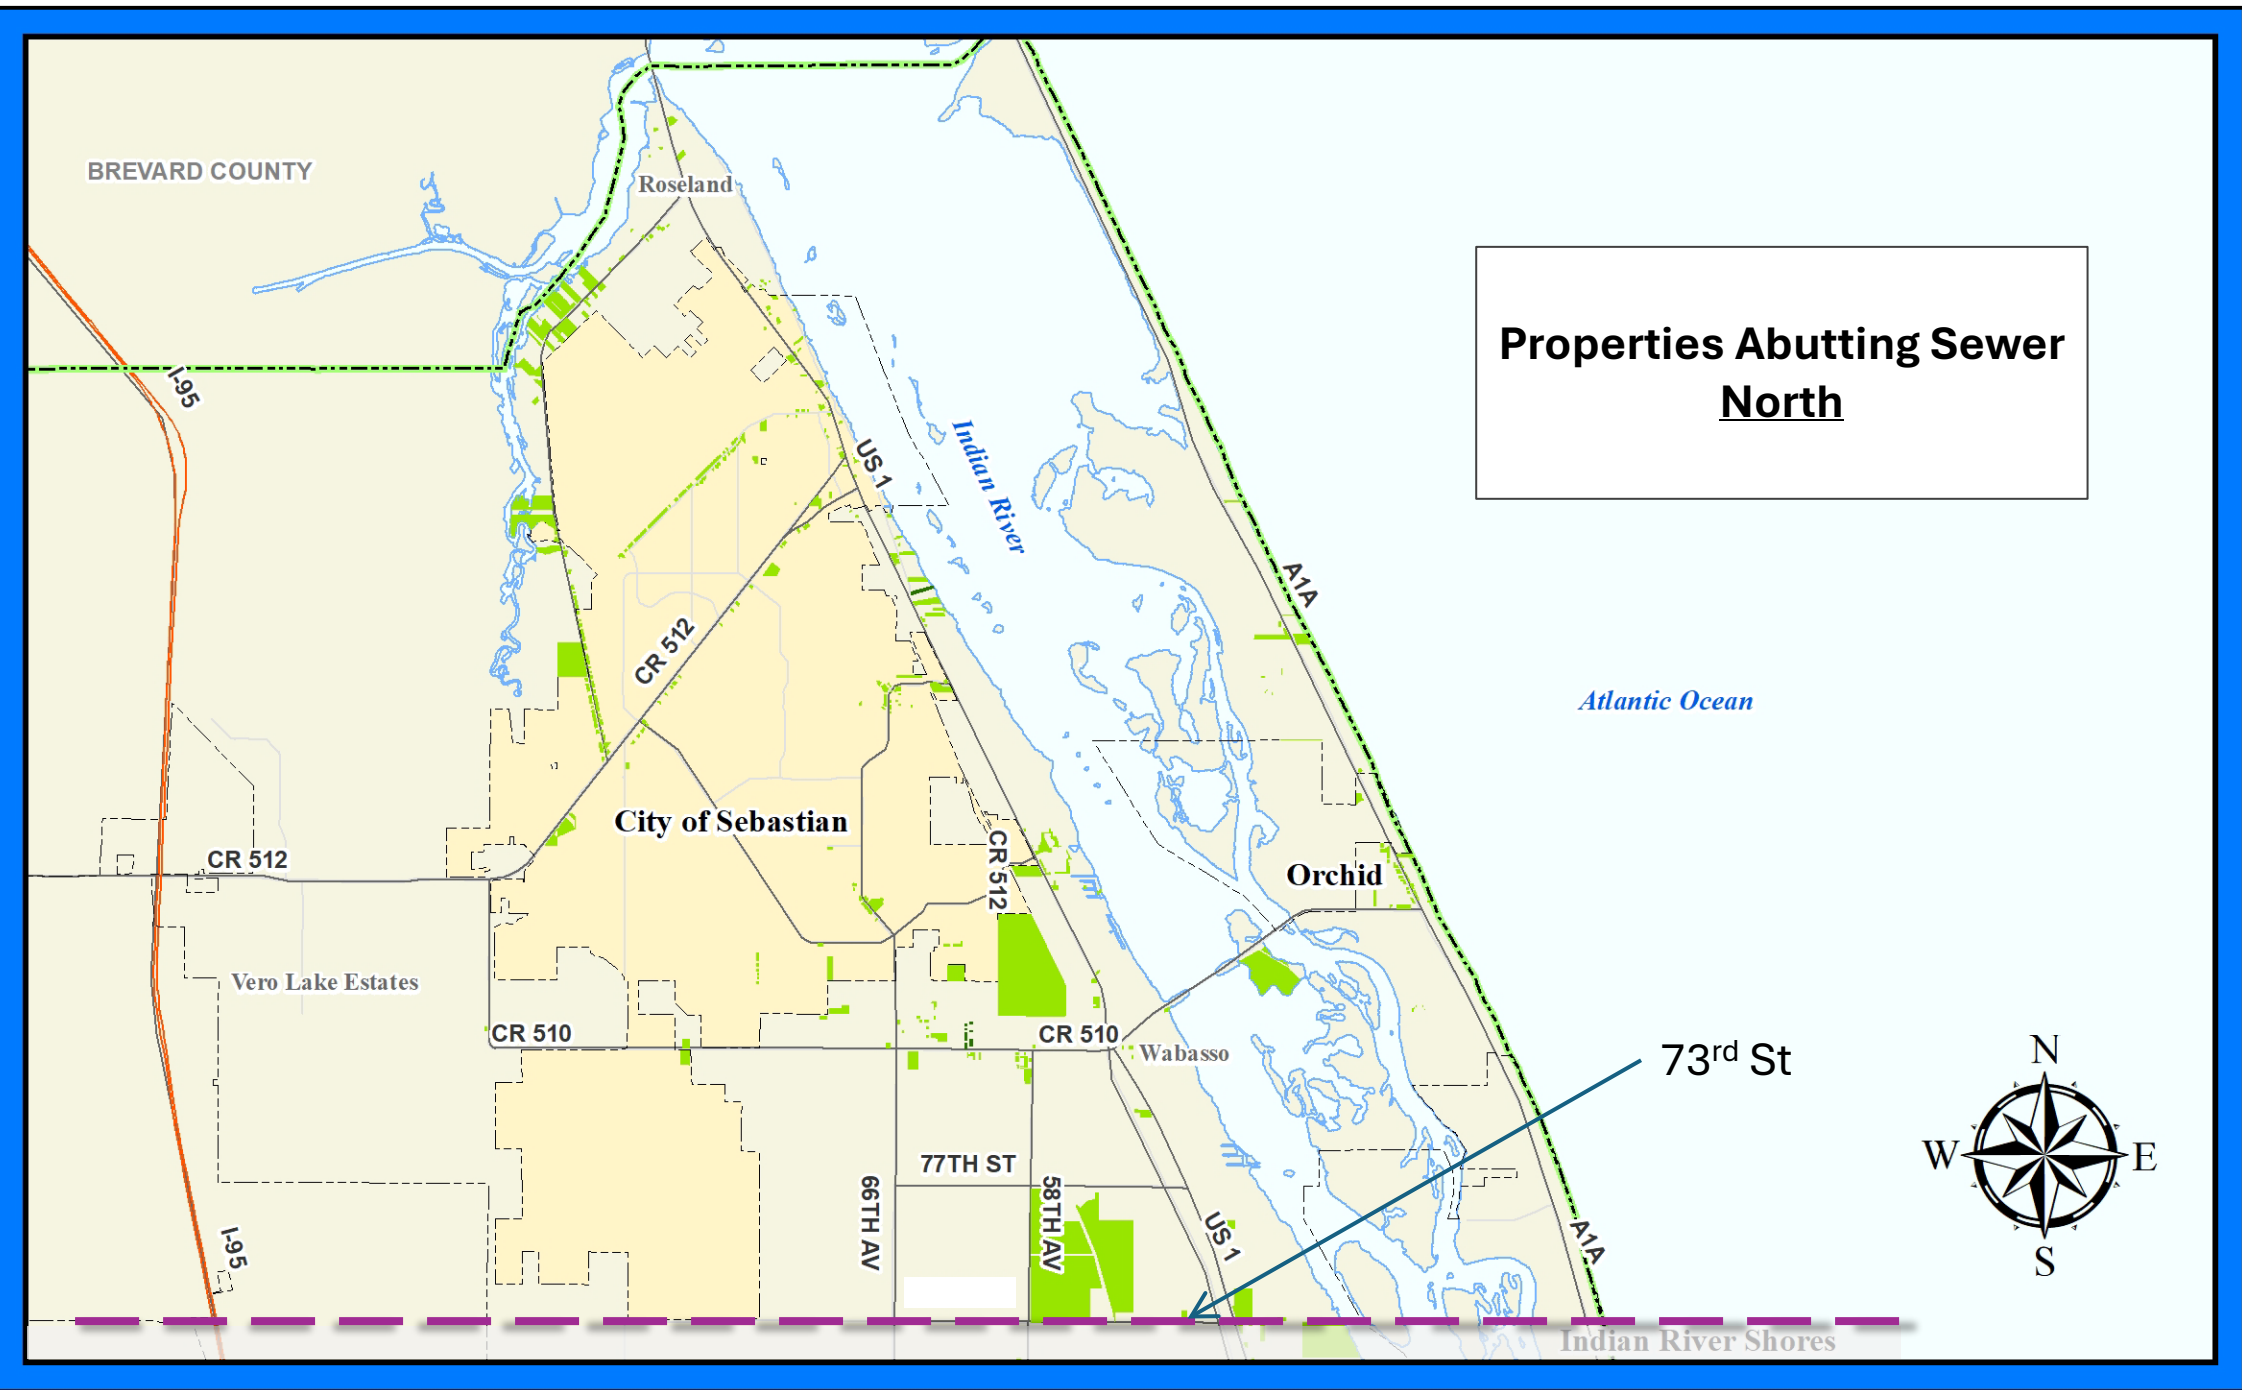 BREVARD COUNTY
Roseland
I-95
Properties Abutting Sewer
North
US 1
Indian River
A1A
CR 512
Atlantic Ocean
City of Sebastian
CR 512
CR 512
Orchid
Vero Lake Estates
CR 510
CR 510
Wabasso
73rd St
N
W
E
S
77TH ST
66TH AV
58TH AV
US 1
I-95
A1A
Indian River Shores